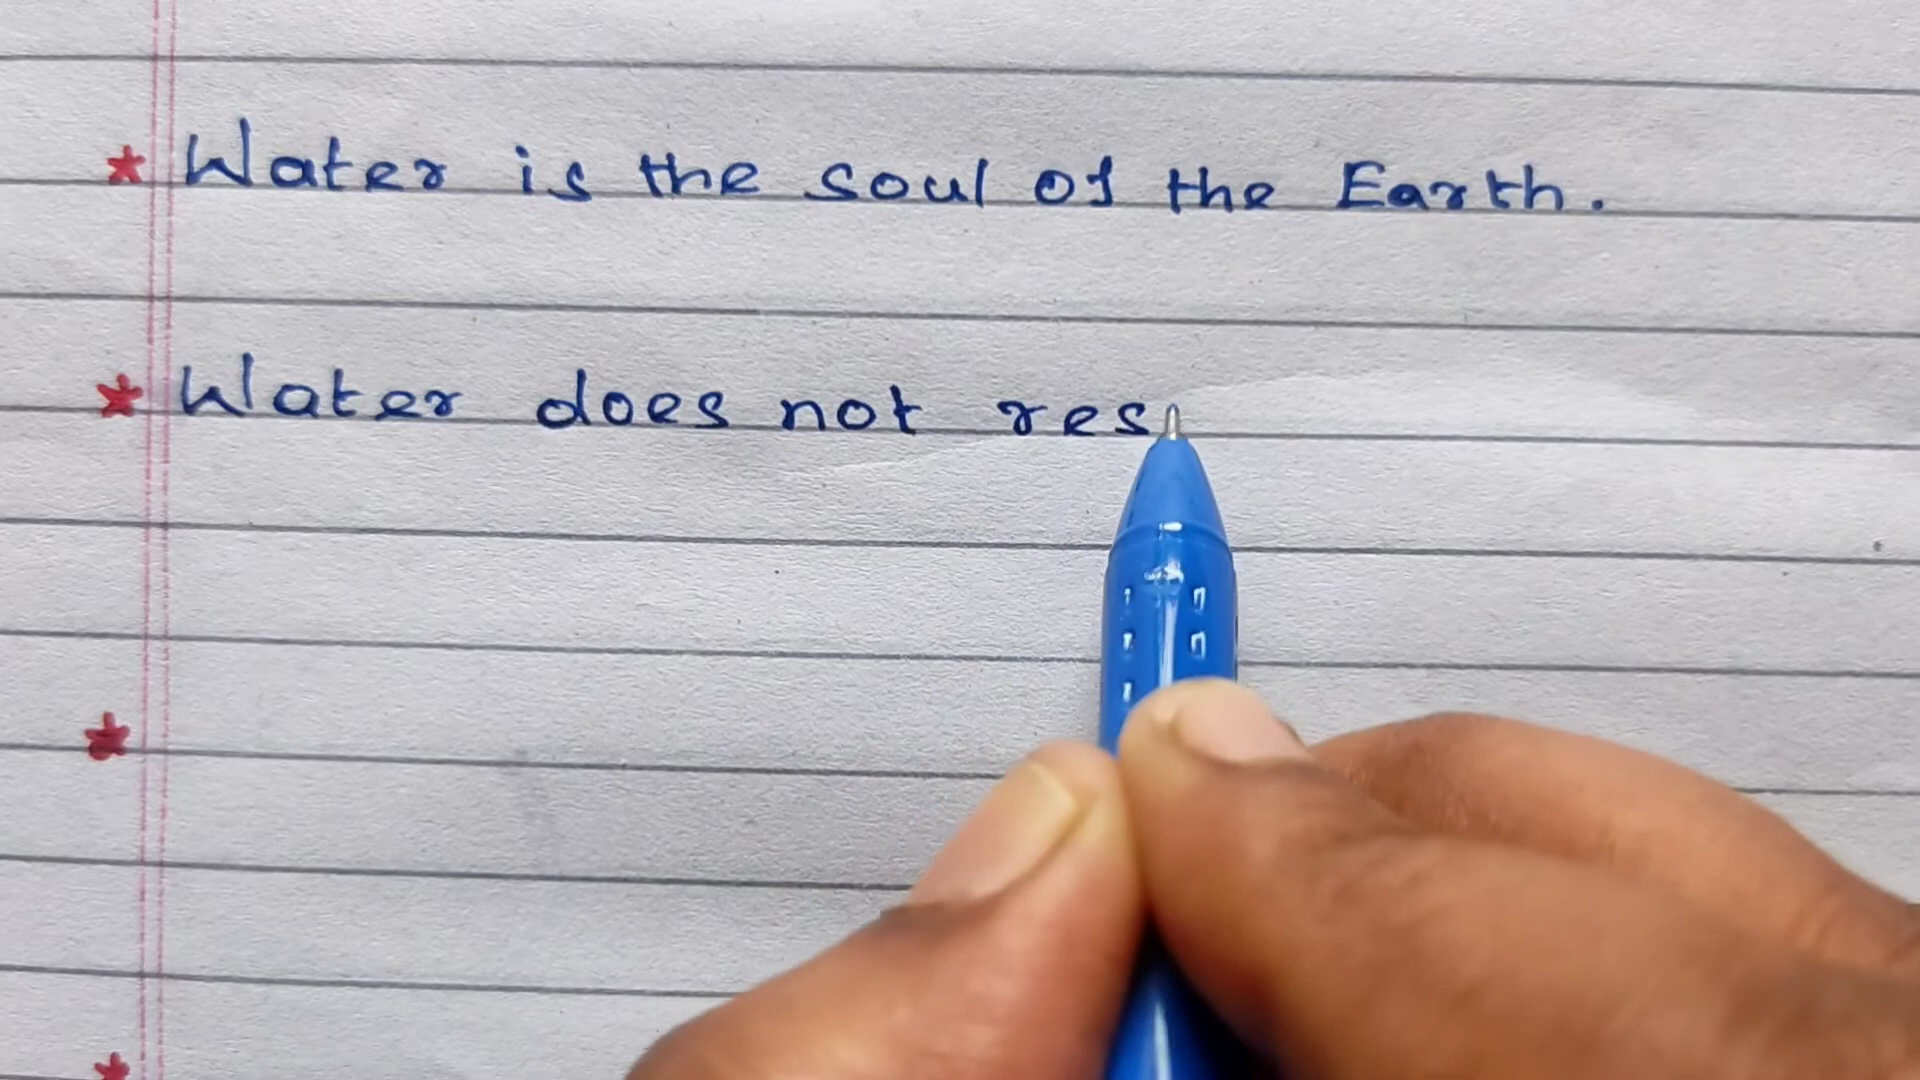 Water is the soul of the Earth.
Water does not res